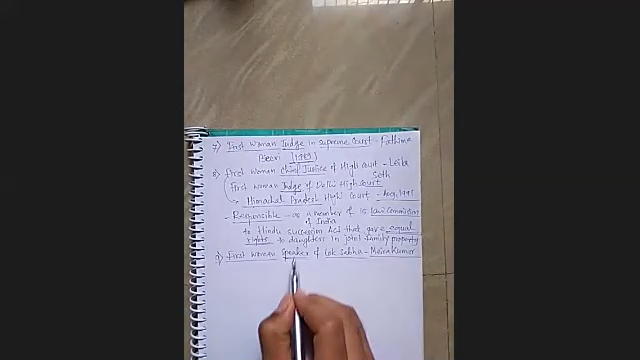 7) First Woman Judge in Supreme Court - Fathima
Beevi (1989)
8) First Woman Chief Justice of High Court - Leila
Seth
First Woman Judge of Delhi High Court
Himachal Pradesh High Court - Aug, 1991
- Responsible - as a member of 15 law commission
of India
to Hindu succession Act that gave equal
rights to daughters in joint family property
9) First Woman Speaker of Lok Sabha - Meira Kumar